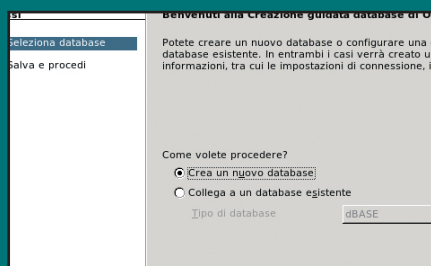 Benvenuti alla Creazione guidata database di O
Seleziona database
Salva e procedi
Potete creare un nuovo database o configurare una
database esistente. In entrambi i casi verrà creato u
informazioni, tra cui le impostazioni di connessione, i
Come volete procedere?
Crea un nuovo database
Collega a un database esistente
Tipo di database
dBASE